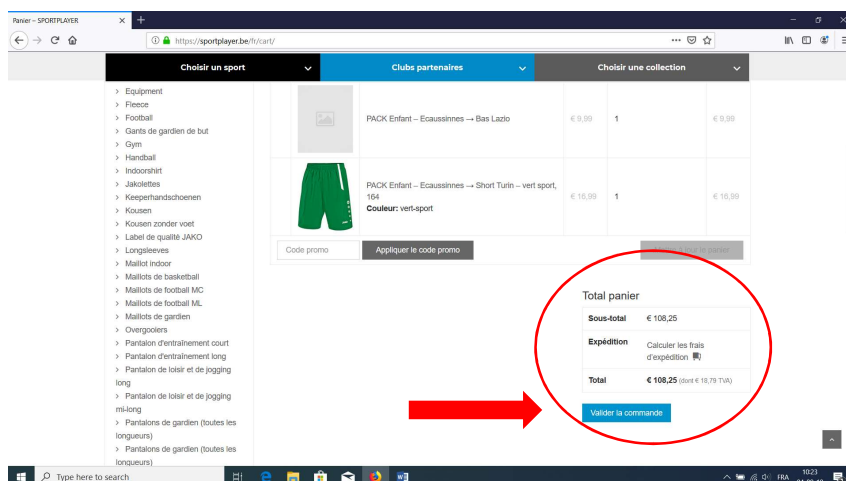 Panier – SPORTPLAYER
https://sportplayer.be/fr/cart/
Choisir un sport
Clubs partenaires
Choisir une collection
Equipment
Fleece
Football
Gants de gardien de but
Gym
Handball
Indoorshirt
Jakolettes
Keeperhandschoenen
Kousen
Kousen zonder voet
Label de qualité JAKO
Longsleeves
Maillot indoor
Maillots de basketball
Maillots de football MC
Maillots de football ML
Maillots de gardien
Overgooiers
Pantalon d'entraînement court
Pantalon d'entraînement long
Pantalon de loisir et de jogging
long
Pantalon de loisir et de jogging
mi-long
Pantalons de gardien (toutes les
longueurs)
Pantalons de gardien (toutes les
longueurs)
PACK Enfant – Ecaussinnes → Bas Lazio € 9,99 1 € 9,99
PACK Enfant – Ecaussinnes → Short Turin – vert sport,
164
Couleur: vert-sport
€ 16,99 1 € 16,99
Code promo Appliquer le code promo
Total panier
Sous-total € 108,25
Expédition Calculer les frais
d'expédition
Total € 108,25 (dont € 18,79 TVA)
Valider la commande
Type here to search
FRA
10:23